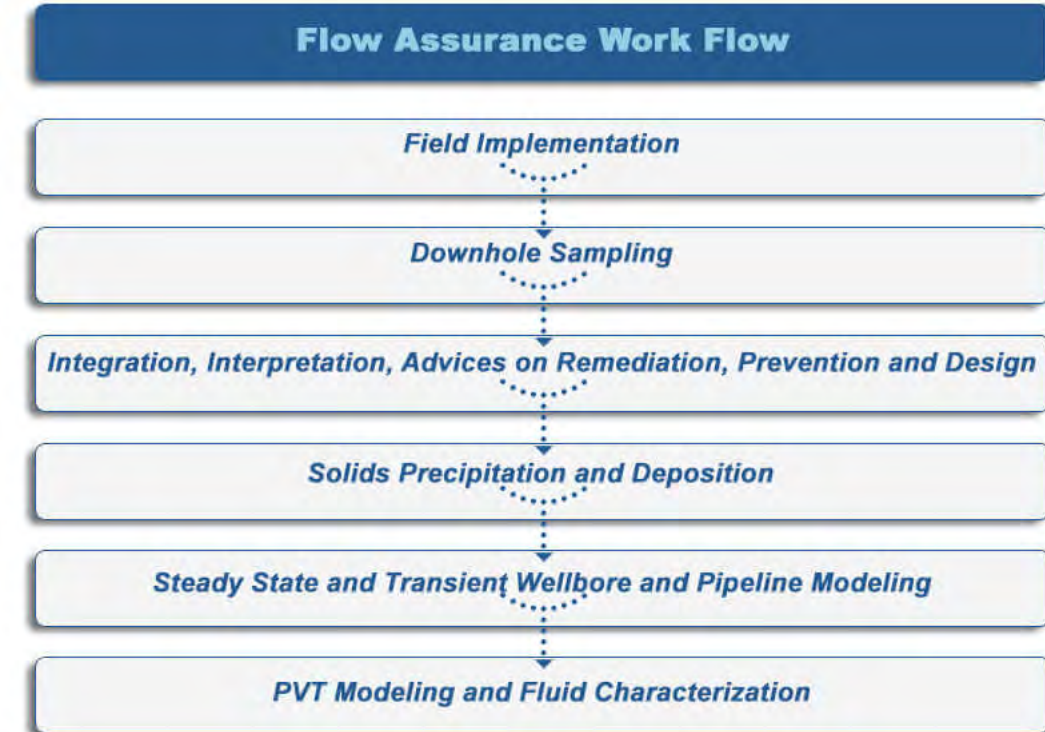 Flow Assurance Work Flow
Field Implementation
Downhole Sampling
Integration, Interpretation, Advices on Remediation, Prevention and Design
Solids Precipitation and Deposition
Steady State and Transient Wellbore and Pipeline Modeling
PVT Modeling and Fluid Characterization